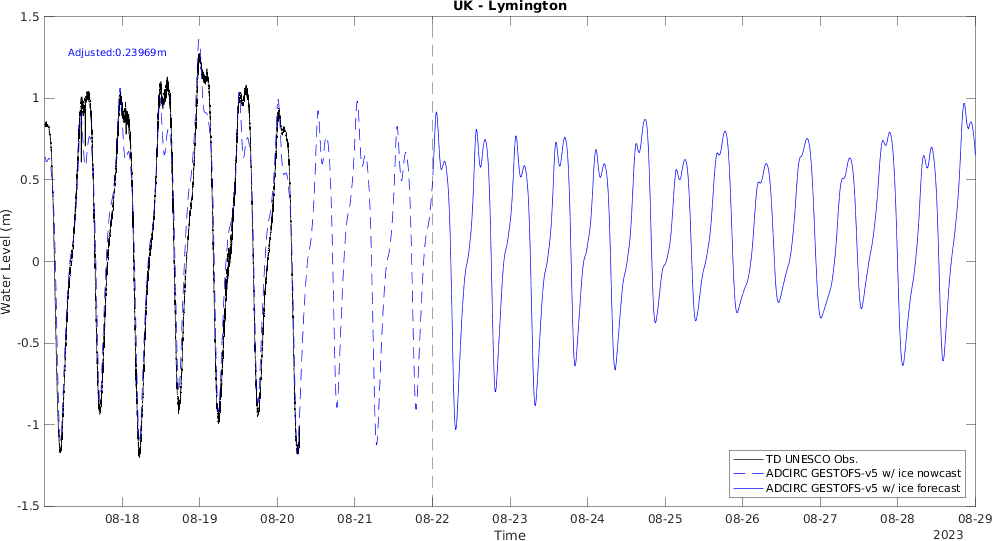 UK - Lymington
Adjusted:0.23969m
Water Level (m)
1.5
1
0.5
0
-0.5
-1
-1.5
TD UNESCO Obs.
ADCIRC GESTOFS-v5 w/ ice nowcast
ADCIRC GESTOFS-v5 w/ ice forecast
08-18 08-19 08-20 08-21 08-22 08-23 08-24 08-25 08-26 08-27 08-28 08-29
Time
2023